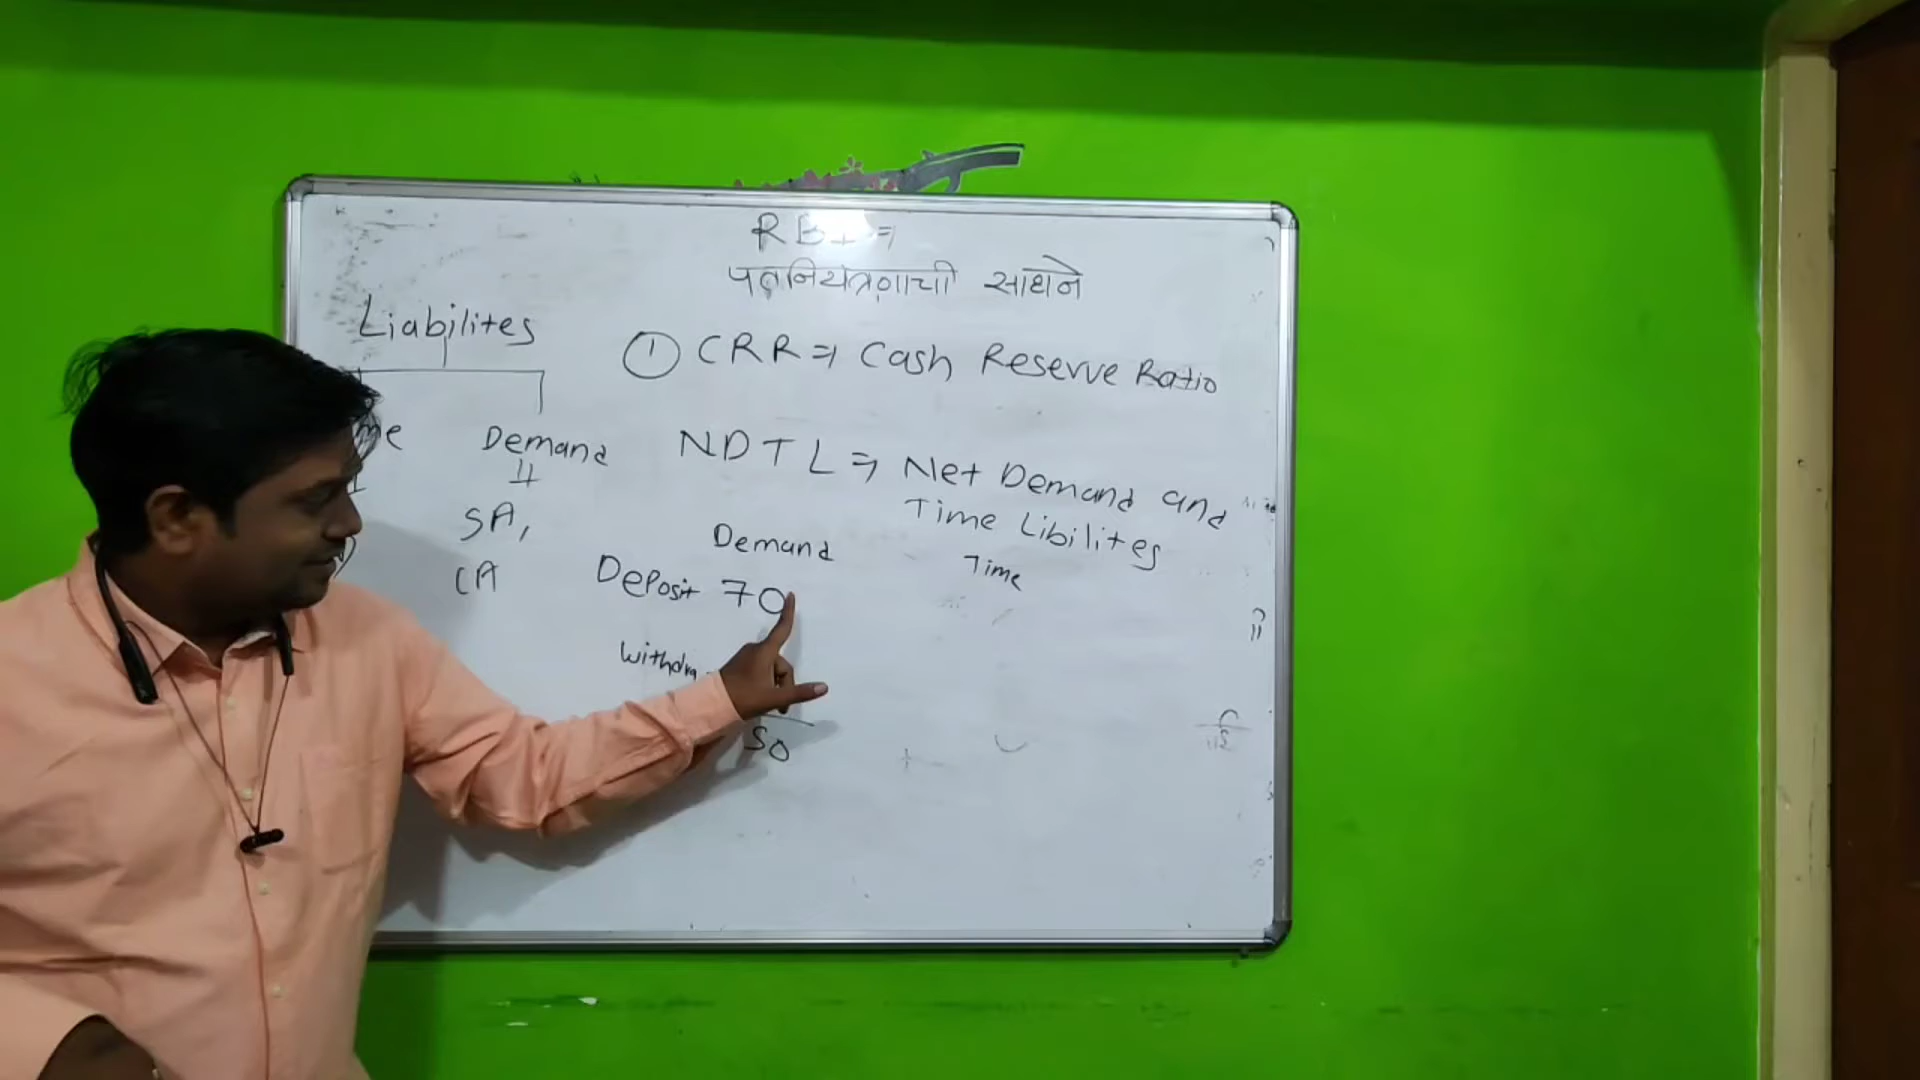 RBI ⇒
पतनियंत्रणाची साधने
Liabilites
Demand
SA,
CA
① CRR ⇒ Cash Reserve Ratio
NDTL ⇒ Net Demand and
Time Libilites
Demand Time
Deposit 70
Withdra
50